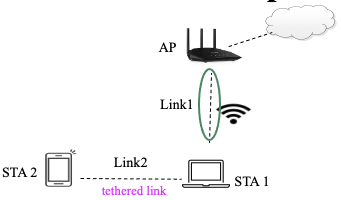 AP
Link1
Link2
STA 2
STA 1
tethered link